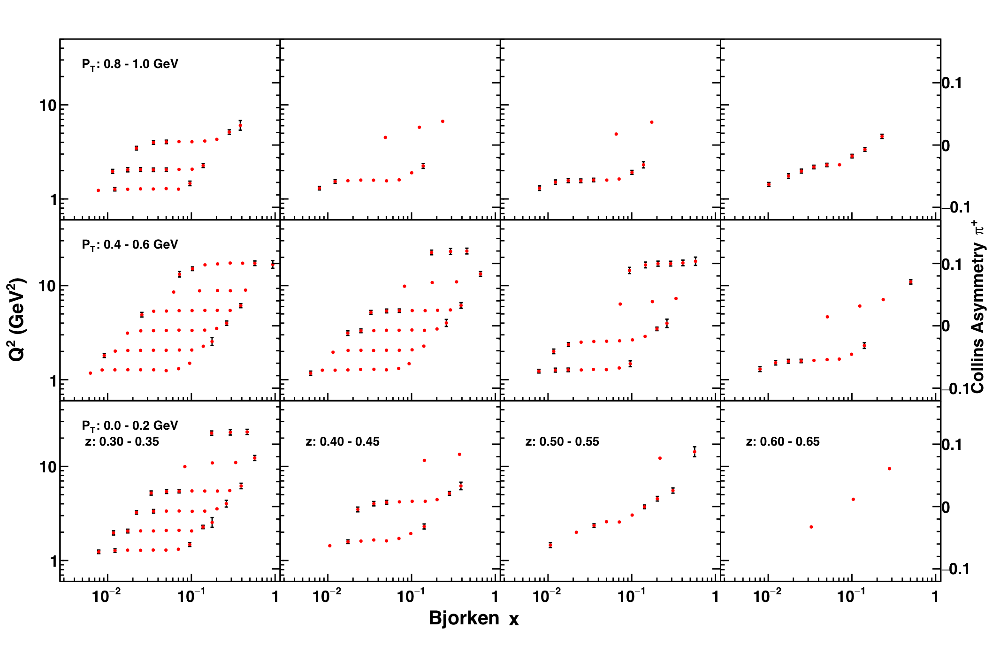 P_T: 0.8 - 1.0 GeV
10
1
0.1
0
−0.1
P_T: 0.4 - 0.6 GeV
10
1
0.1
0
−0.1
P_T: 0.0 - 0.2 GeV
z: 0.30 - 0.35
z: 0.40 - 0.45
z: 0.50 - 0.55
z: 0.60 - 0.65
10
1
0.1
0
−0.1
Q² (GeV²)
Collins Asymmetry π⁺
10⁻² 10⁻¹ 1 10⁻² 10⁻¹ 1 10⁻² 10⁻¹ 1 10⁻² 10⁻¹ 1
Bjorken x